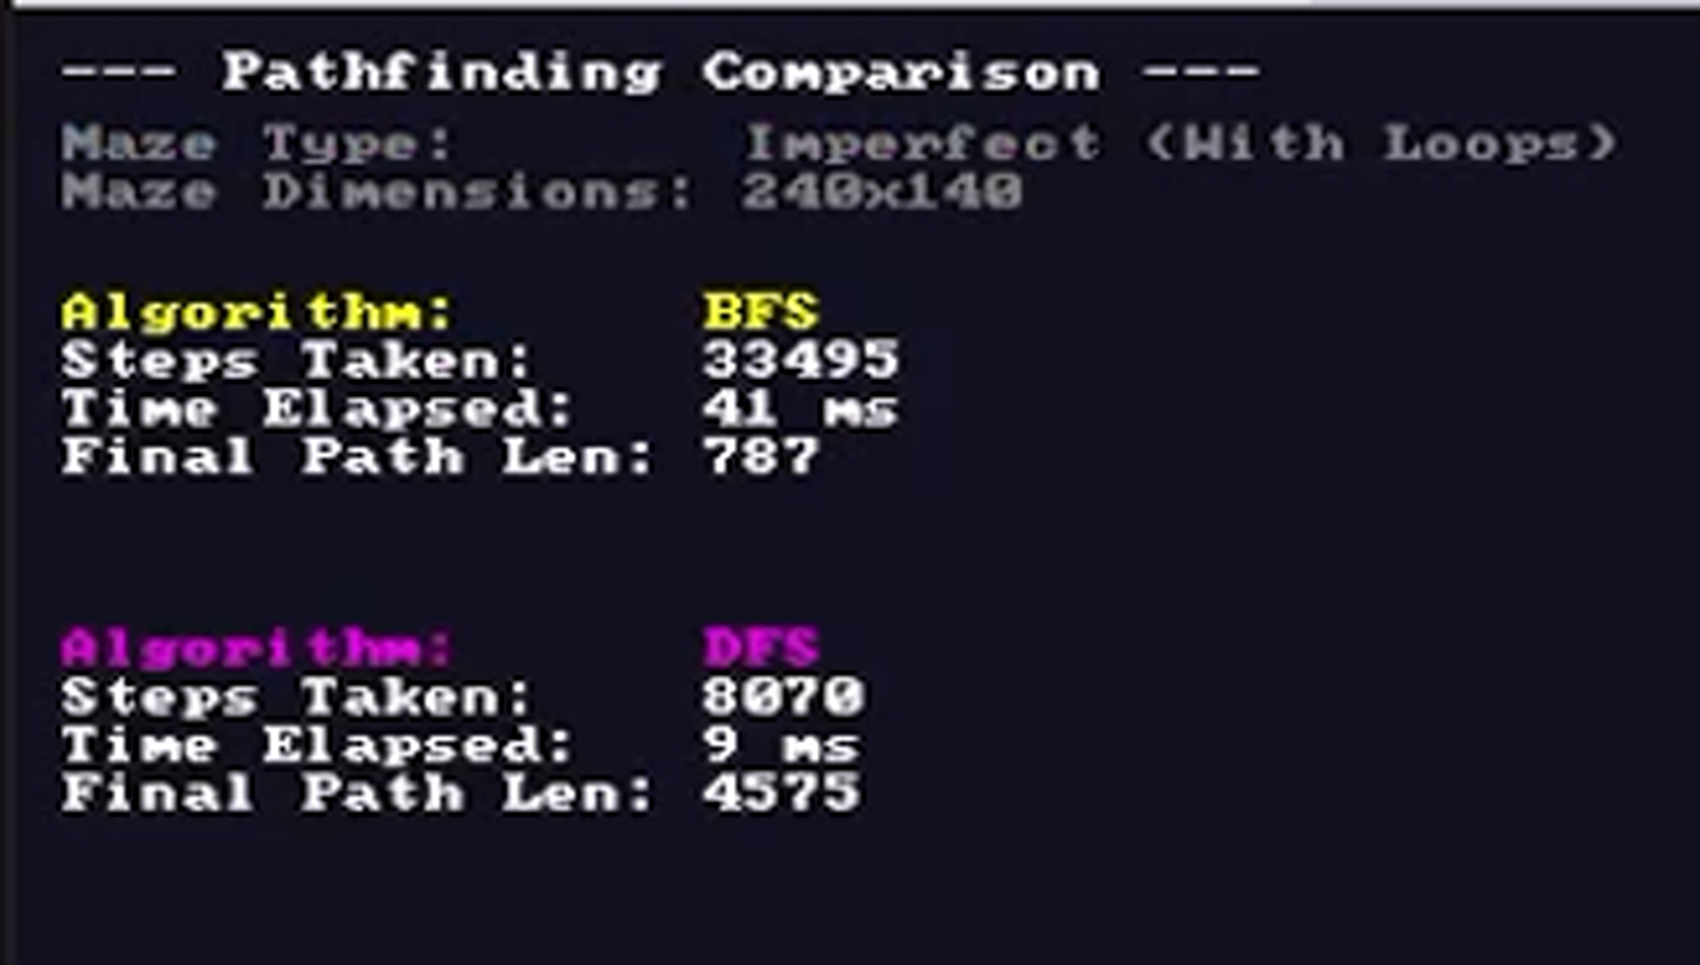 --- Pathfinding Comparison ---
Maze Type: Imperfect (With Loops)
Maze Dimensions: 240x140
Algorithm: BFS
Steps Taken: 33495
Time Elapsed: 41 ms
Final Path Len: 787
Algorithm: DFS
Steps Taken: 8070
Time Elapsed: 9 ms
Final Path Len: 4575